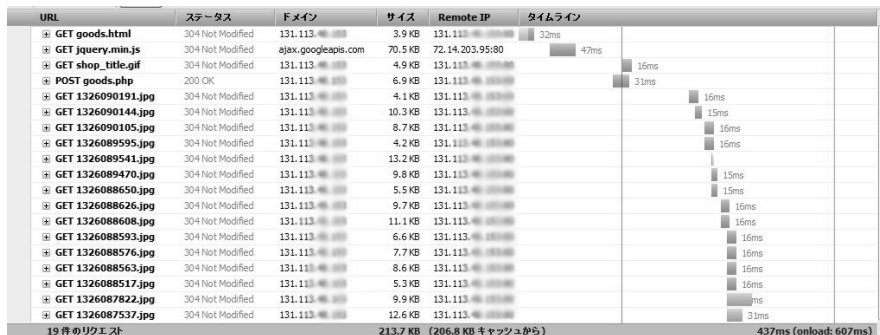 URL ステータス ドメイン サイズ Remote IP タイムライン
GET goods.html 304 Not Modified 131.113. 3.9 KB 131.113. 32ms
GET jquery.min.js 304 Not Modified ajax.googleapis.com 70.5 KB 72.14.203.95:80 47ms
GET shop_title.gif 304 Not Modified 131.113. 4.9 KB 131.113. 16ms
POST goods.php 200 OK 131.113. 6.9 KB 131.113. 31ms
GET 1326090191.jpg 304 Not Modified 131.113. 4.1 KB 131.113. 16ms
GET 1326090144.jpg 304 Not Modified 131.113. 10.3 KB 131.113. 15ms
GET 1326090105.jpg 304 Not Modified 131.113. 8.7 KB 131.113. 16ms
GET 1326089595.jpg 304 Not Modified 131.113. 4.2 KB 131.113. 16ms
GET 1326089541.jpg 304 Not Modified 131.113. 13.2 KB 131.113.
GET 1326089470.jpg 304 Not Modified 131.113. 9.8 KB 131.113. 15ms
GET 1326088650.jpg 304 Not Modified 131.113. 5.5 KB 131.113. 15ms
GET 1326088626.jpg 304 Not Modified 131.113. 9.7 KB 131.113. 16ms
GET 1326088608.jpg 304 Not Modified 131.113. 11.1 KB 131.113. 16ms
GET 1326088593.jpg 304 Not Modified 131.113. 6.6 KB 131.113. 16ms
GET 1326088576.jpg 304 Not Modified 131.113. 7.7 KB 131.113. 16ms
GET 1326088563.jpg 304 Not Modified 131.113. 8.6 KB 131.113. 16ms
GET 1326088517.jpg 304 Not Modified 131.113. 5.3 KB 131.113. 16ms
GET 1326087822.jpg 304 Not Modified 131.113. 9.9 KB 131.113. ms
GET 1326087537.jpg 304 Not Modified 131.113. 12.6 KB 131.113. 31ms
19 件のリクエスト 213.7 KB (206.8 KB キャッシュから) 437ms (onload: 607ms)